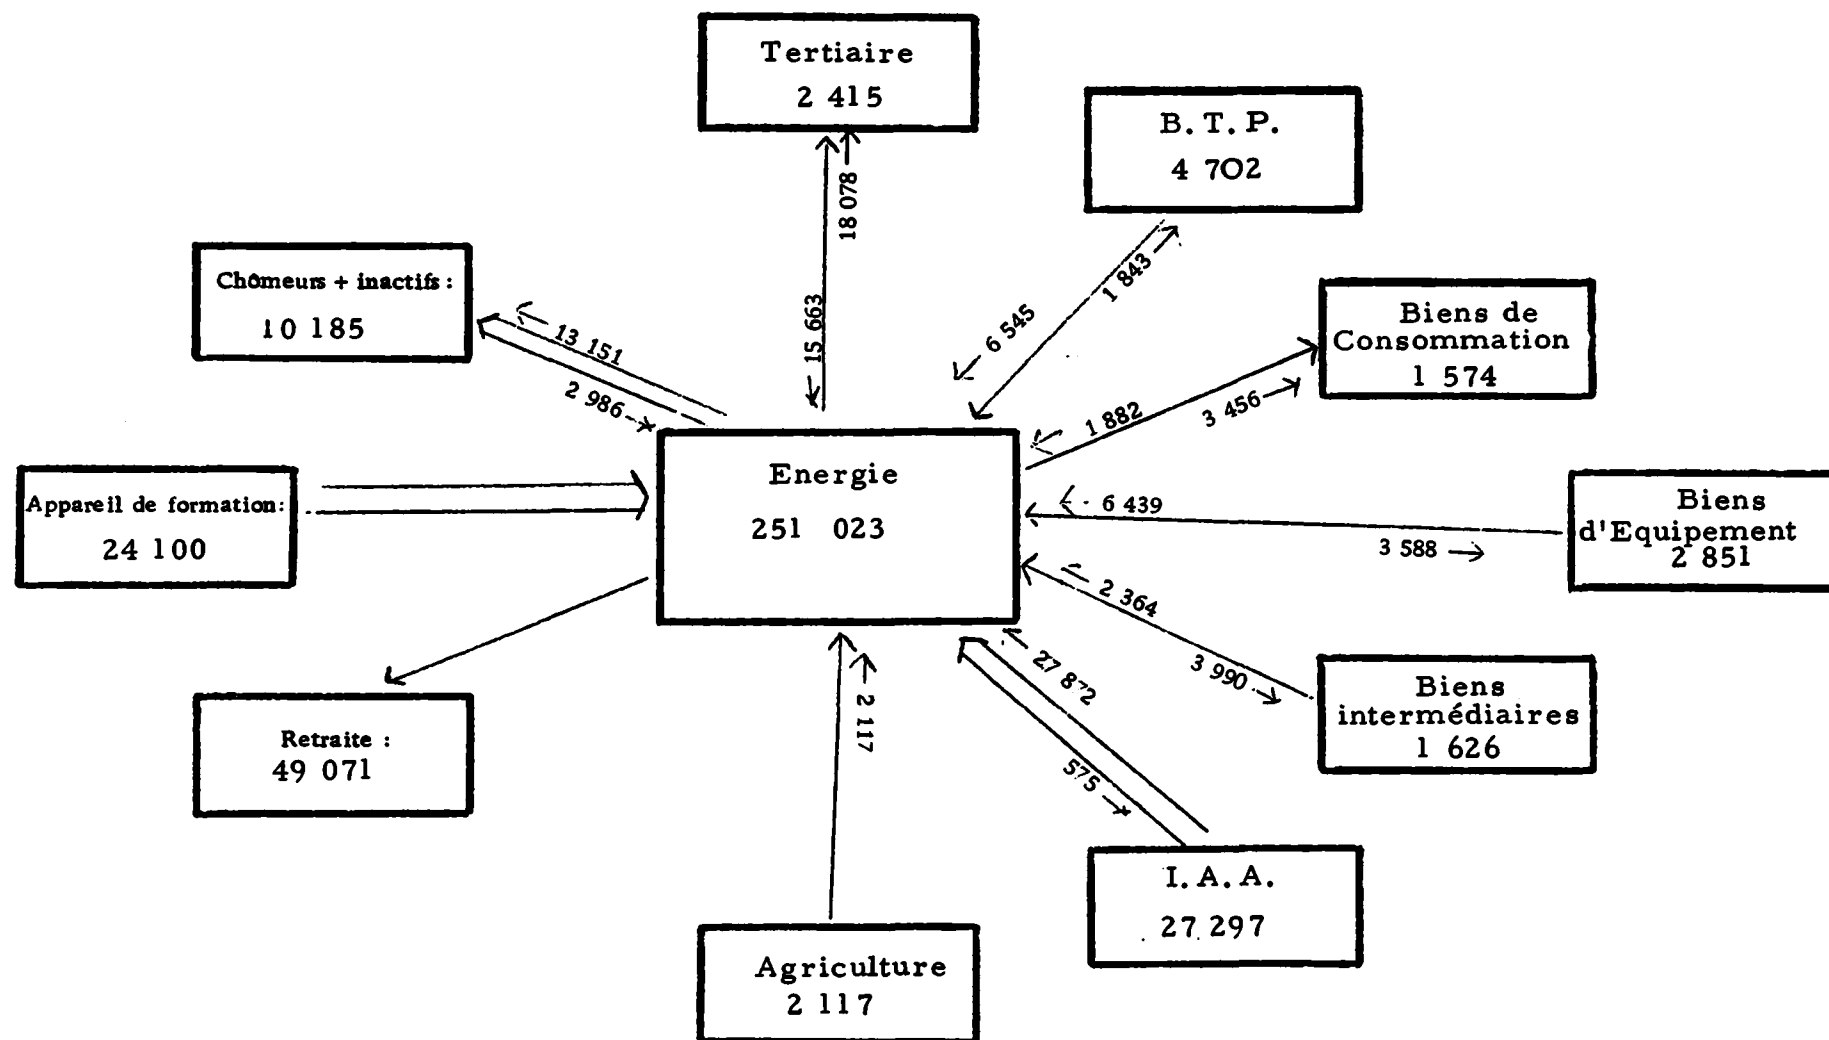 Tertiaire
2 415
B. T. P.
4 702
18 078
15 663
1 843
6 545
Chômeurs + inactifs :
10 185
13 151
2 986
Biens de
Consommation
1 574
1 882
3 456
Appareil de formation:
24 100
Energie
251 023
6 439
3 588
Biens
d'Equipement
2 851
2 364
3 990
Biens
intermédiaires
1 626
Retraite :
49 071
2 117
27 872
575
I. A. A.
27 297
Agriculture
2 117